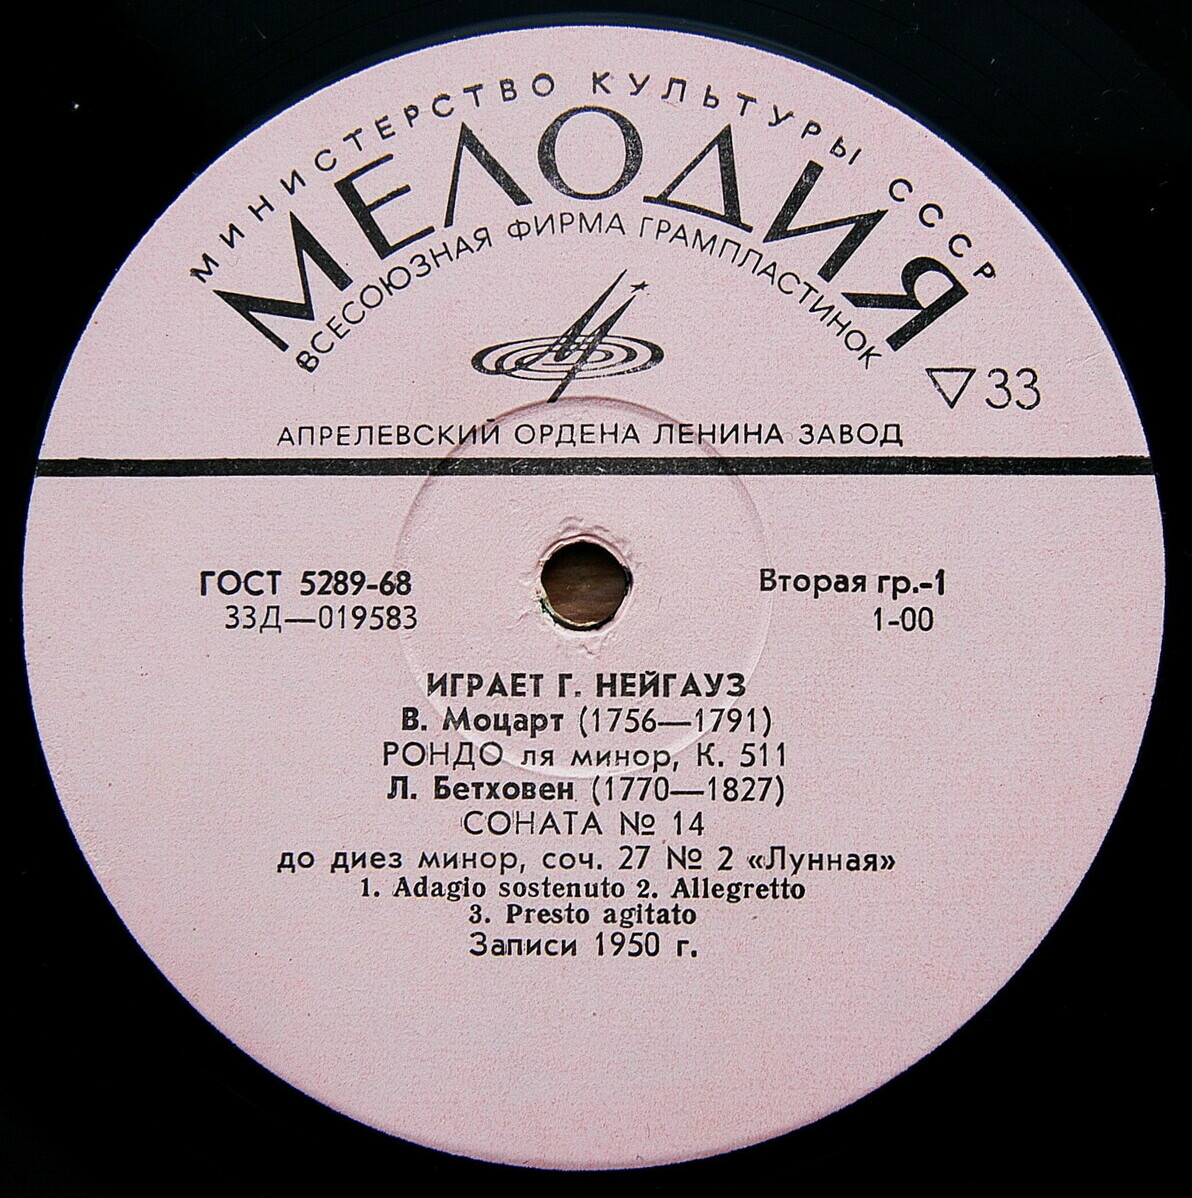 МИНИСТЕРСТВО КУЛЬТУРЫ СССР
МЕЛОДИЯ
ВСЕСОЮЗНАЯ ФИРМА ГРАМПЛАСТИНОК
33
АПРЕЛЕВСКИЙ ОРДЕНА ЛЕНИНА ЗАВОД
ГОСТ 5289-68
Вторая гр.-1
33Д—019583
1-00
ИГРАЕТ Г. НЕЙГАУЗ
В. Моцарт (1756—1791)
РОНДО ля минор, К. 511
Л. Бетховен (1770—1827)
СОНАТА № 14
до диез минор, соч. 27 № 2 «Лунная»
1. Adagio sostenuto 2. Allegretto
3. Presto agitato
Записи 1950 г.